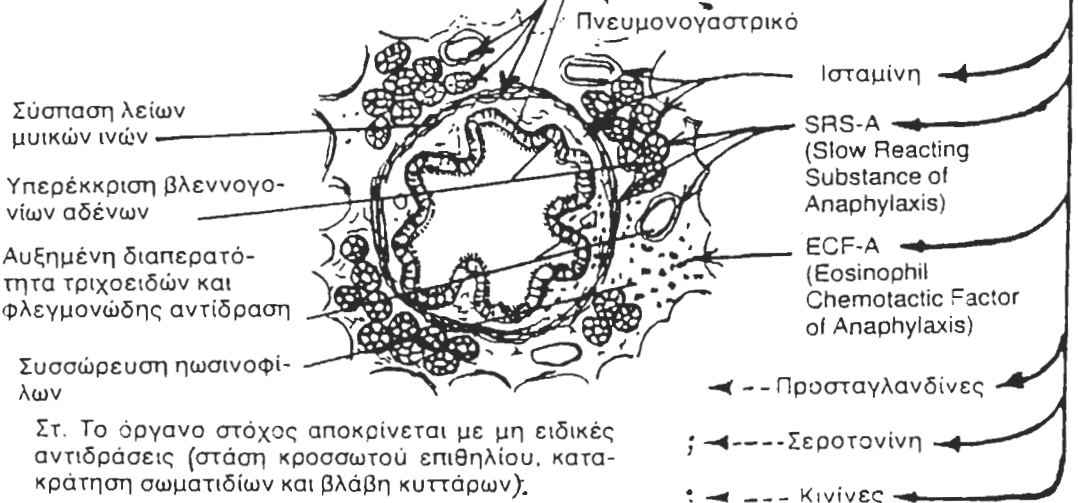 Πνευμονογαστρικό
Ισταμίνη
Σύσπαση λείων
μυικών ινών
SRS-A
(Slow Reacting
Substance of
Anaphylaxis)
Υπερέκκριση βλεννογο-
νίων αδένων
Αυξημένη διαπερατό-
τητα τριχοειδών και
φλεγμονώδης αντίδραση
ECF-A
(Eosinophil
Chemotactic Factor
of Anaphylaxis)
Συσσώρευση ηωσινοφί-
λων
Προσταγλανδίνες
; Σεροτονίνη
: Κινίνες
Στ. Το όργανο στόχος αποκρίνεται με μη ειδικές
αντιδράσεις (στάση κροσσωτού επιθηλίου, κατα-
κράτηση σωματιδίων και βλάβη κυττάρων).